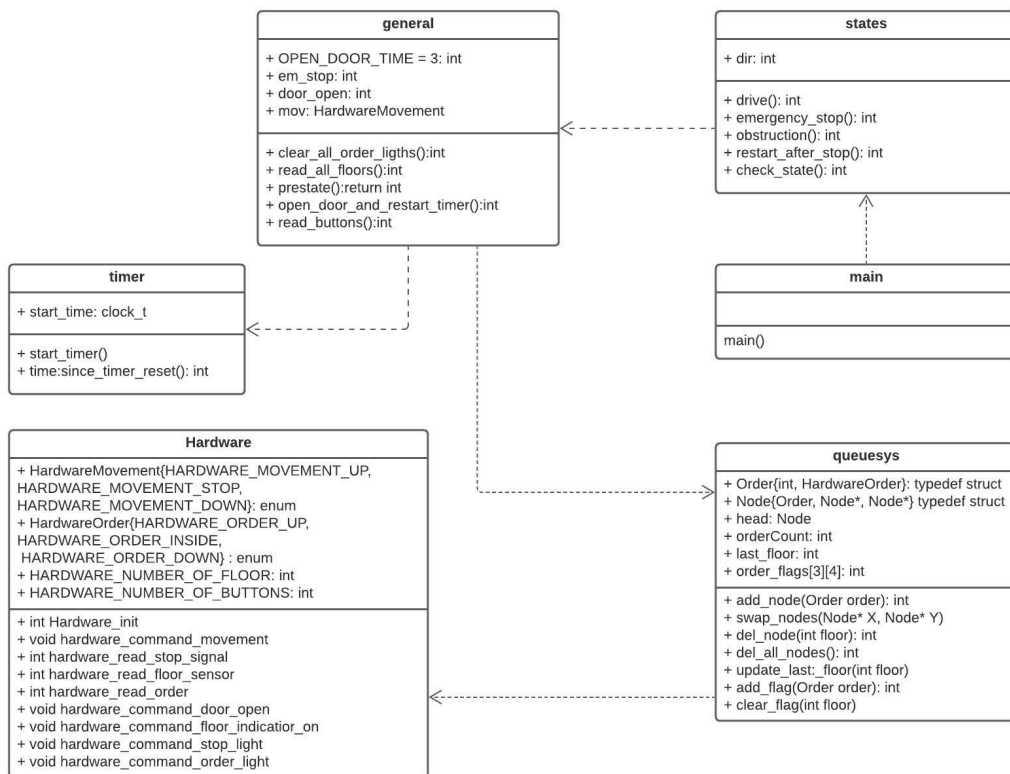 general
+ OPEN_DOOR_TIME = 3: int
+ em_stop: int
+ door_open: int
+ mov: HardwareMovement
+ clear_all_order_ligths():int
+ read_all_floors():int
+ prestate():return int
+ open_door_and_restart_timer():int
+ read_buttons():int
states
+ dir: int
+ drive(): int
+ emergency_stop(): int
+ obstruction(): int
+ restart_after_stop(): int
+ check_state(): int
timer
+ start_time: clock_t
+ start_timer()
+ time:since_timer_reset(): int
main
main()
Hardware
+ HardwareMovement{HARDWARE_MOVEMENT_UP,
HARDWARE_MOVEMENT_STOP,
HARDWARE_MOVEMENT_DOWN}: enum
+ HardwareOrder{HARDWARE_ORDER_UP,
HARDWARE_ORDER_INSIDE,
HARDWARE_ORDER_DOWN} : enum
+ HARDWARE_NUMBER_OF_FLOOR: int
+ HARDWARE_NUMBER_OF_BUTTONS: int
+ int Hardware_init
+ void hardware_command_movement
+ int hardware_read_stop_signal
+ int hardware_read_floor_sensor
+ int hardware_read_order
+ void hardware_command_door_open
+ void hardware_command_floor_indicatior_on
+ void hardware_command_stop_light
+ void hardware_command_order_light
queuesys
+ Order{int, HardwareOrder}: typedef struct
+ Node{Order, Node*, Node*} typedef struct
+ head: Node
+ orderCount: int
+ last_floor: int
+ order_flags[3][4]: int
+ add_node(Order order): int
+ swap_nodes(Node* X, Node* Y)
+ del_node(int floor): int
+ del_all_nodes(): int
+ update_last:_floor(int floor)
+ add_flag(Order order): int
+ clear_flag(int floor)